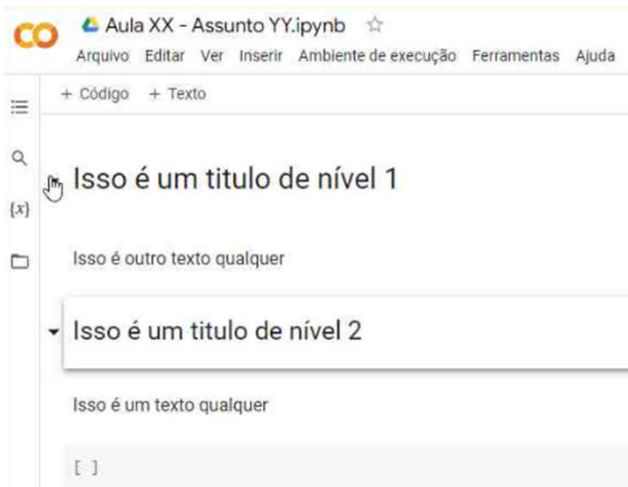 Aula XX - Assunto YY.ipynb
Arquivo Editar Ver Inserir Ambiente de execução Ferramentas Ajuda
+ Código + Texto
Isso é um titulo de nível 1
{x}
Isso é outro texto qualquer
Isso é um titulo de nível 2
Isso é um texto qualquer
[ ]